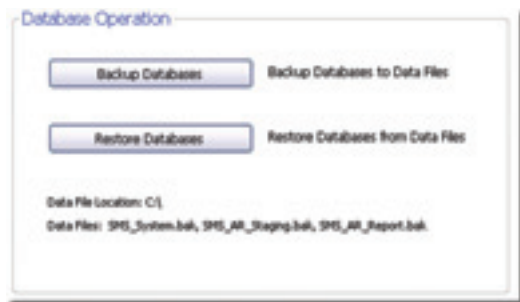 Database Operation
Backup Databases Backup Databases to Data Files
Restore Databases Restore Databases from Data Files
Data File Location: C:\
Data Files: SMS_System.bak, SMS_AR_Staging.bak, SMS_AR_Report.bak